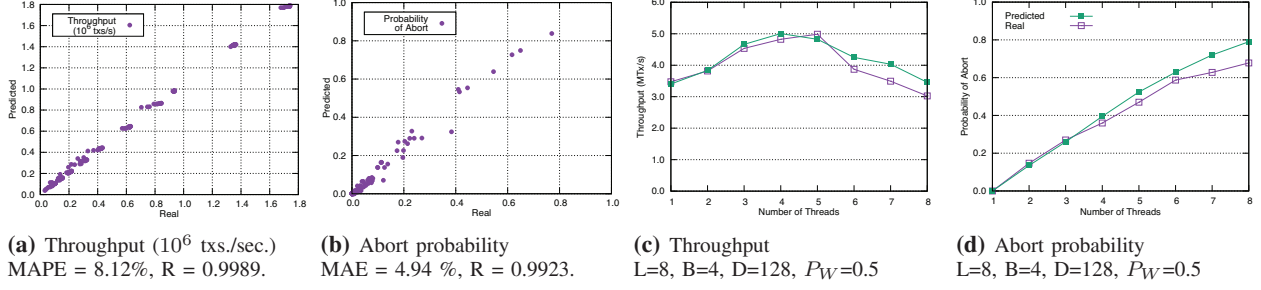 1.8
1.6
1.4
1.2
1.0
0.8
0.6
0.4
0.2
0.0
Predicted
Throughput
(10⁶ txs/s)
0.0 0.2 0.4 0.6 0.8 1.0 1.2 1.4 1.6 1.8
Real
(a) Throughput (10⁶ txs./sec.)
MAPE = 8.12%, R = 0.9989.
1.0
0.8
0.6
0.4
0.2
0.0
Predicted
Probability
of Abort
0.0 0.2 0.4 0.6 0.8 1.0
Real
(b) Abort probability
MAE = 4.94 %, R = 0.9923.
6.0
5.0
4.0
3.0
2.0
1.0
0.0
Throughput (MTx/s)
1 2 3 4 5 6 7 8
Number of Threads
(c) Throughput
L=8, B=4, D=128, P_W=0.5
1.0
0.8
0.6
0.4
0.2
0.0
Probability of Abort
Predicted
Real
1 2 3 4 5 6 7 8
Number of Threads
(d) Abort probability
L=8, B=4, D=128, P_W=0.5